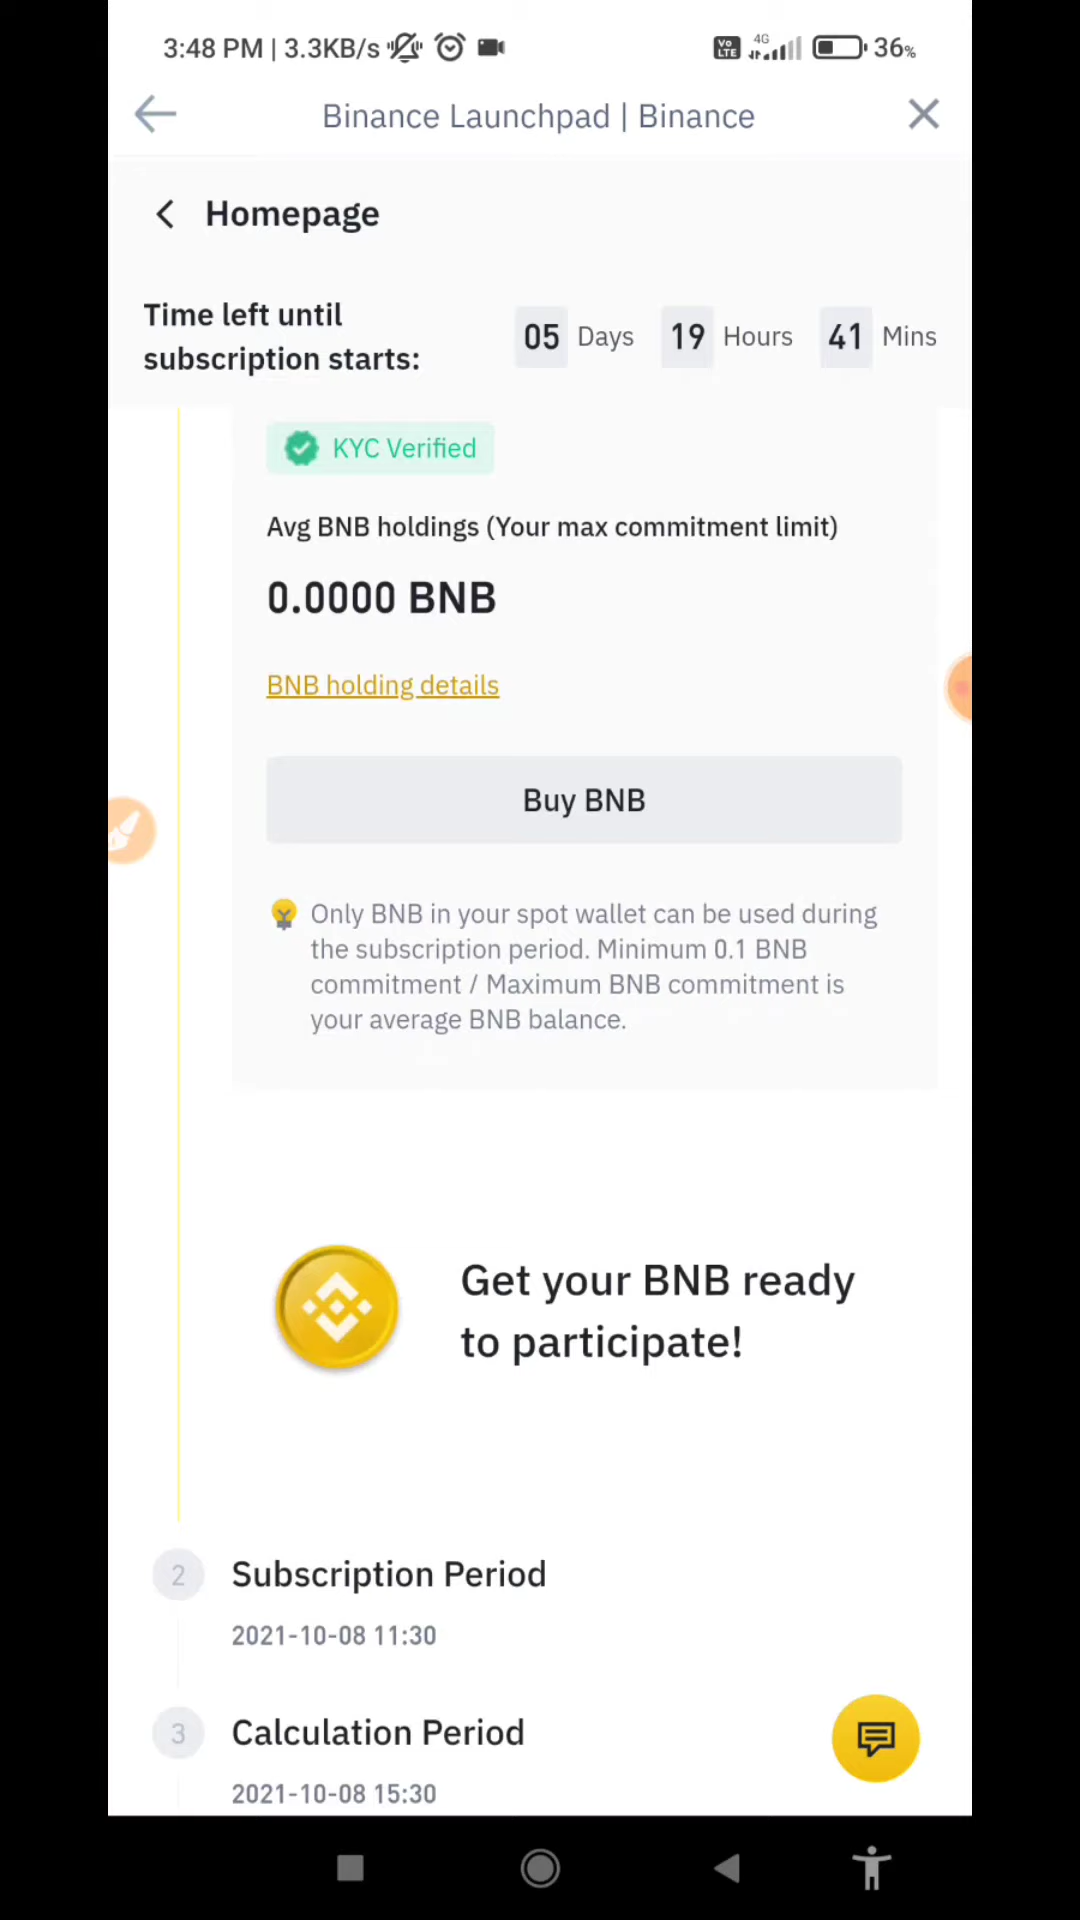 3:48 PM | 3.3KB/s
Vo LTE 4G 36%
Binance Launchpad | Binance
Homepage
Time left until
subscription starts:
05 Days 19 Hours 41 Mins
KYC Verified
Avg BNB holdings (Your max commitment limit)
0.0000 BNB
BNB holding details
Buy BNB
Only BNB in your spot wallet can be used during
the subscription period. Minimum 0.1 BNB
commitment / Maximum BNB commitment is
your average BNB balance.
Get your BNB ready
to participate!
2 Subscription Period
2021-10-08 11:30
3 Calculation Period
2021-10-08 15:30